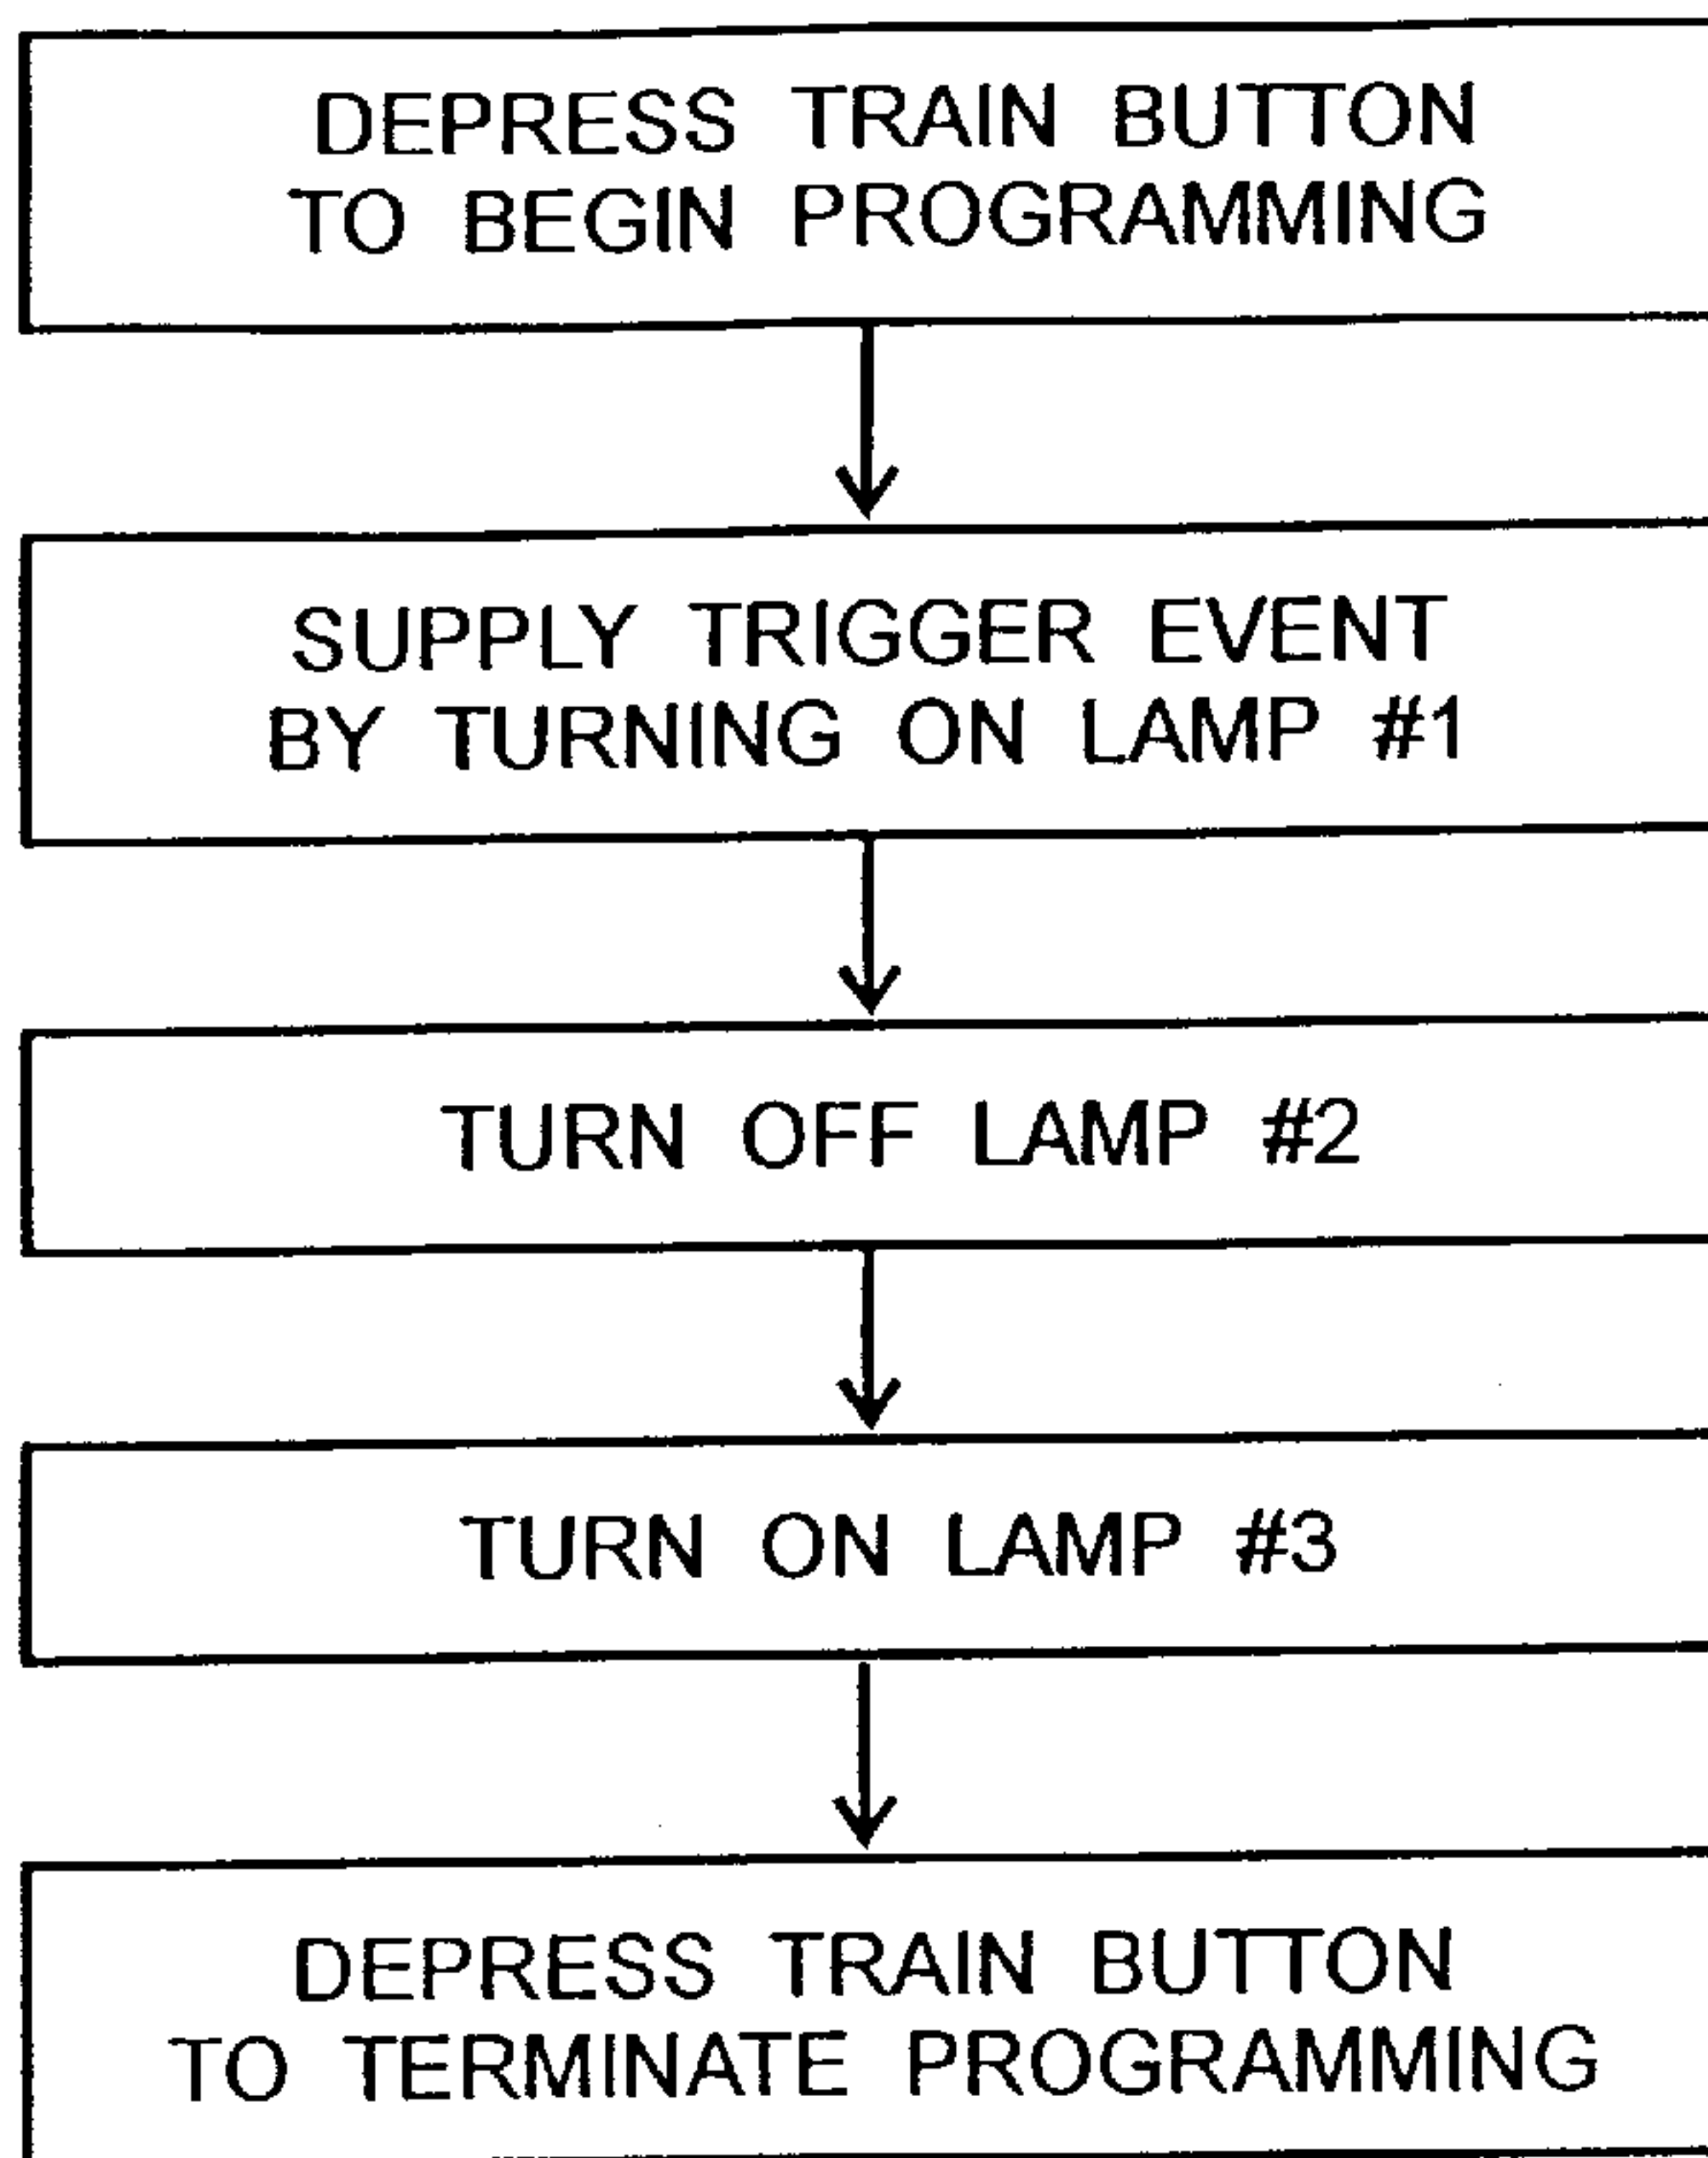 DEPRESS TRAIN BUTTON
TO BEGIN PROGRAMMING
SUPPLY TRIGGER EVENT
BY TURNING ON LAMP #1
TURN OFF LAMP #2
TURN ON LAMP #3
DEPRESS TRAIN BUTTON
TO TERMINATE PROGRAMMING